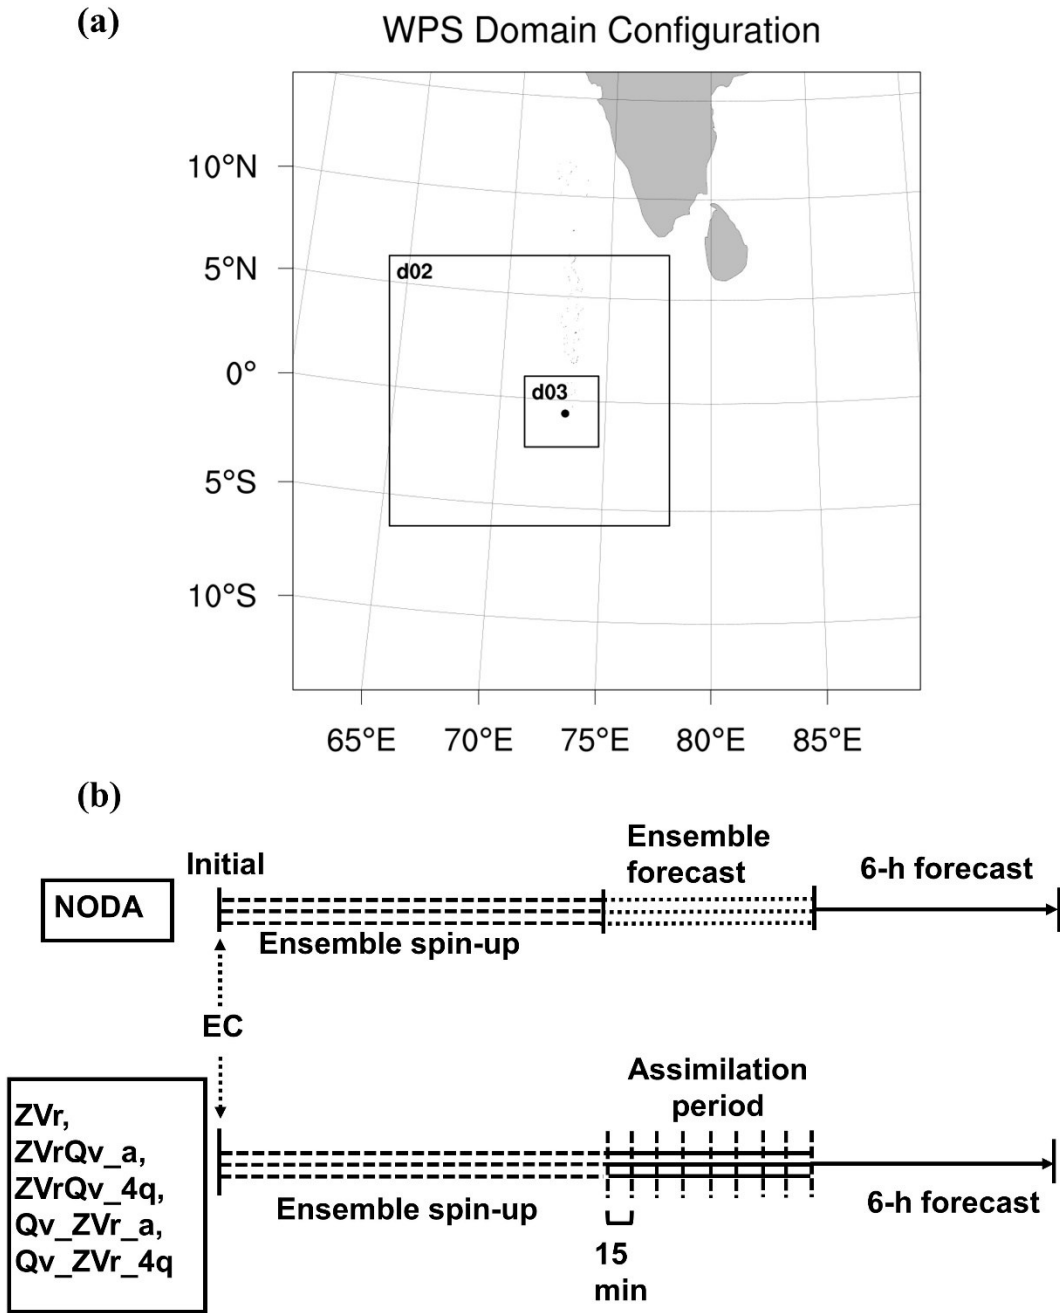 (a)
WPS Domain Configuration
10°N
5°N
0°
5°S
10°S
d02
d03
65°E
70°E
75°E
80°E
85°E
(b)
NODA
Initial
Ensemble spin-up
Ensemble
forecast
6-h forecast
EC
ZVr,
ZVrQv_a,
ZVrQv_4q,
Qv_ZVr_a,
Qv_ZVr_4q
Ensemble spin-up
Assimilation
period
15
min
6-h forecast